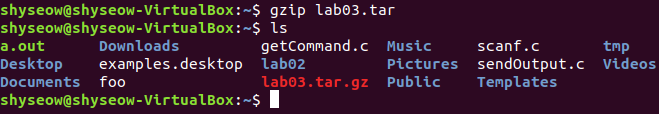 shyseow@shyseow-VirtualBox:~$ gzip lab03.tar
shyseow@shyseow-VirtualBox:~$ ls
a.out Downloads getCommand.c Music scanf.c tmp
Desktop examples.desktop lab02 Pictures sendOutput.c Videos
Documents foo lab03.tar.gz Public Templates
shyseow@shyseow-VirtualBox:~$